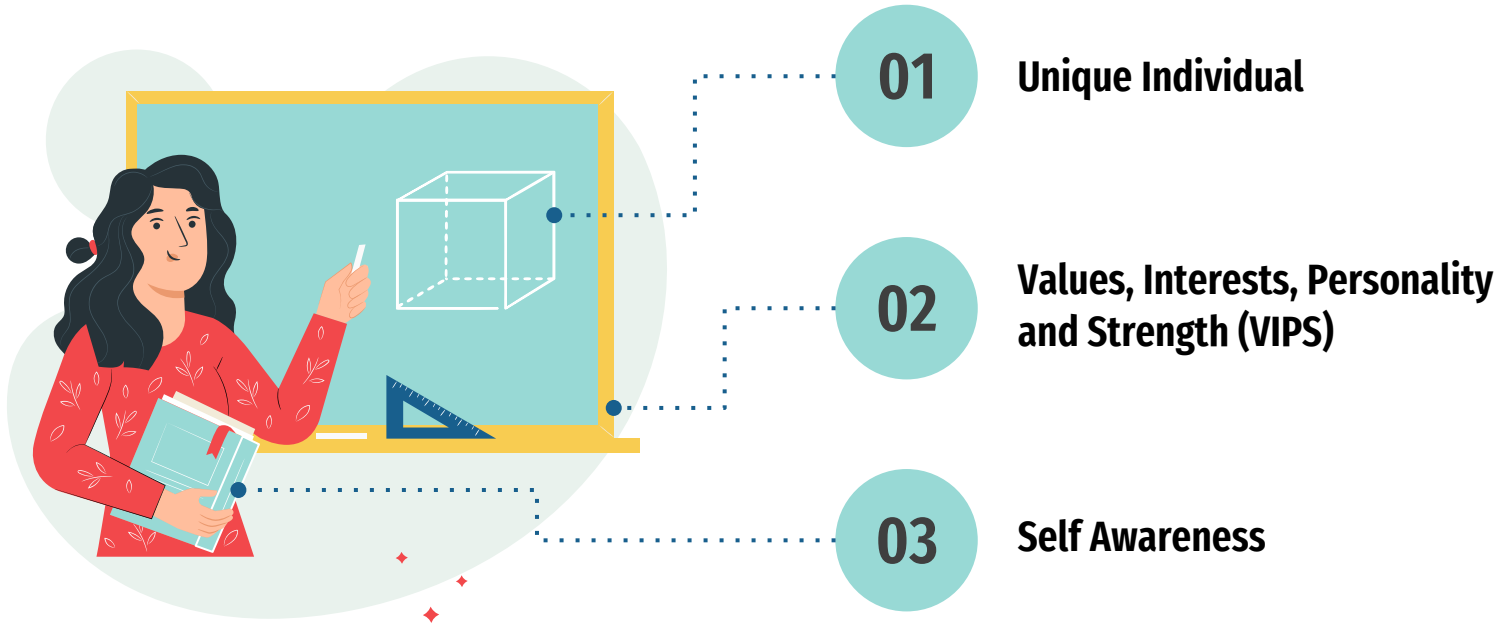 01
Unique Individual
02
Values, Interests, Personality
and Strength (VIPS)
03
Self Awareness